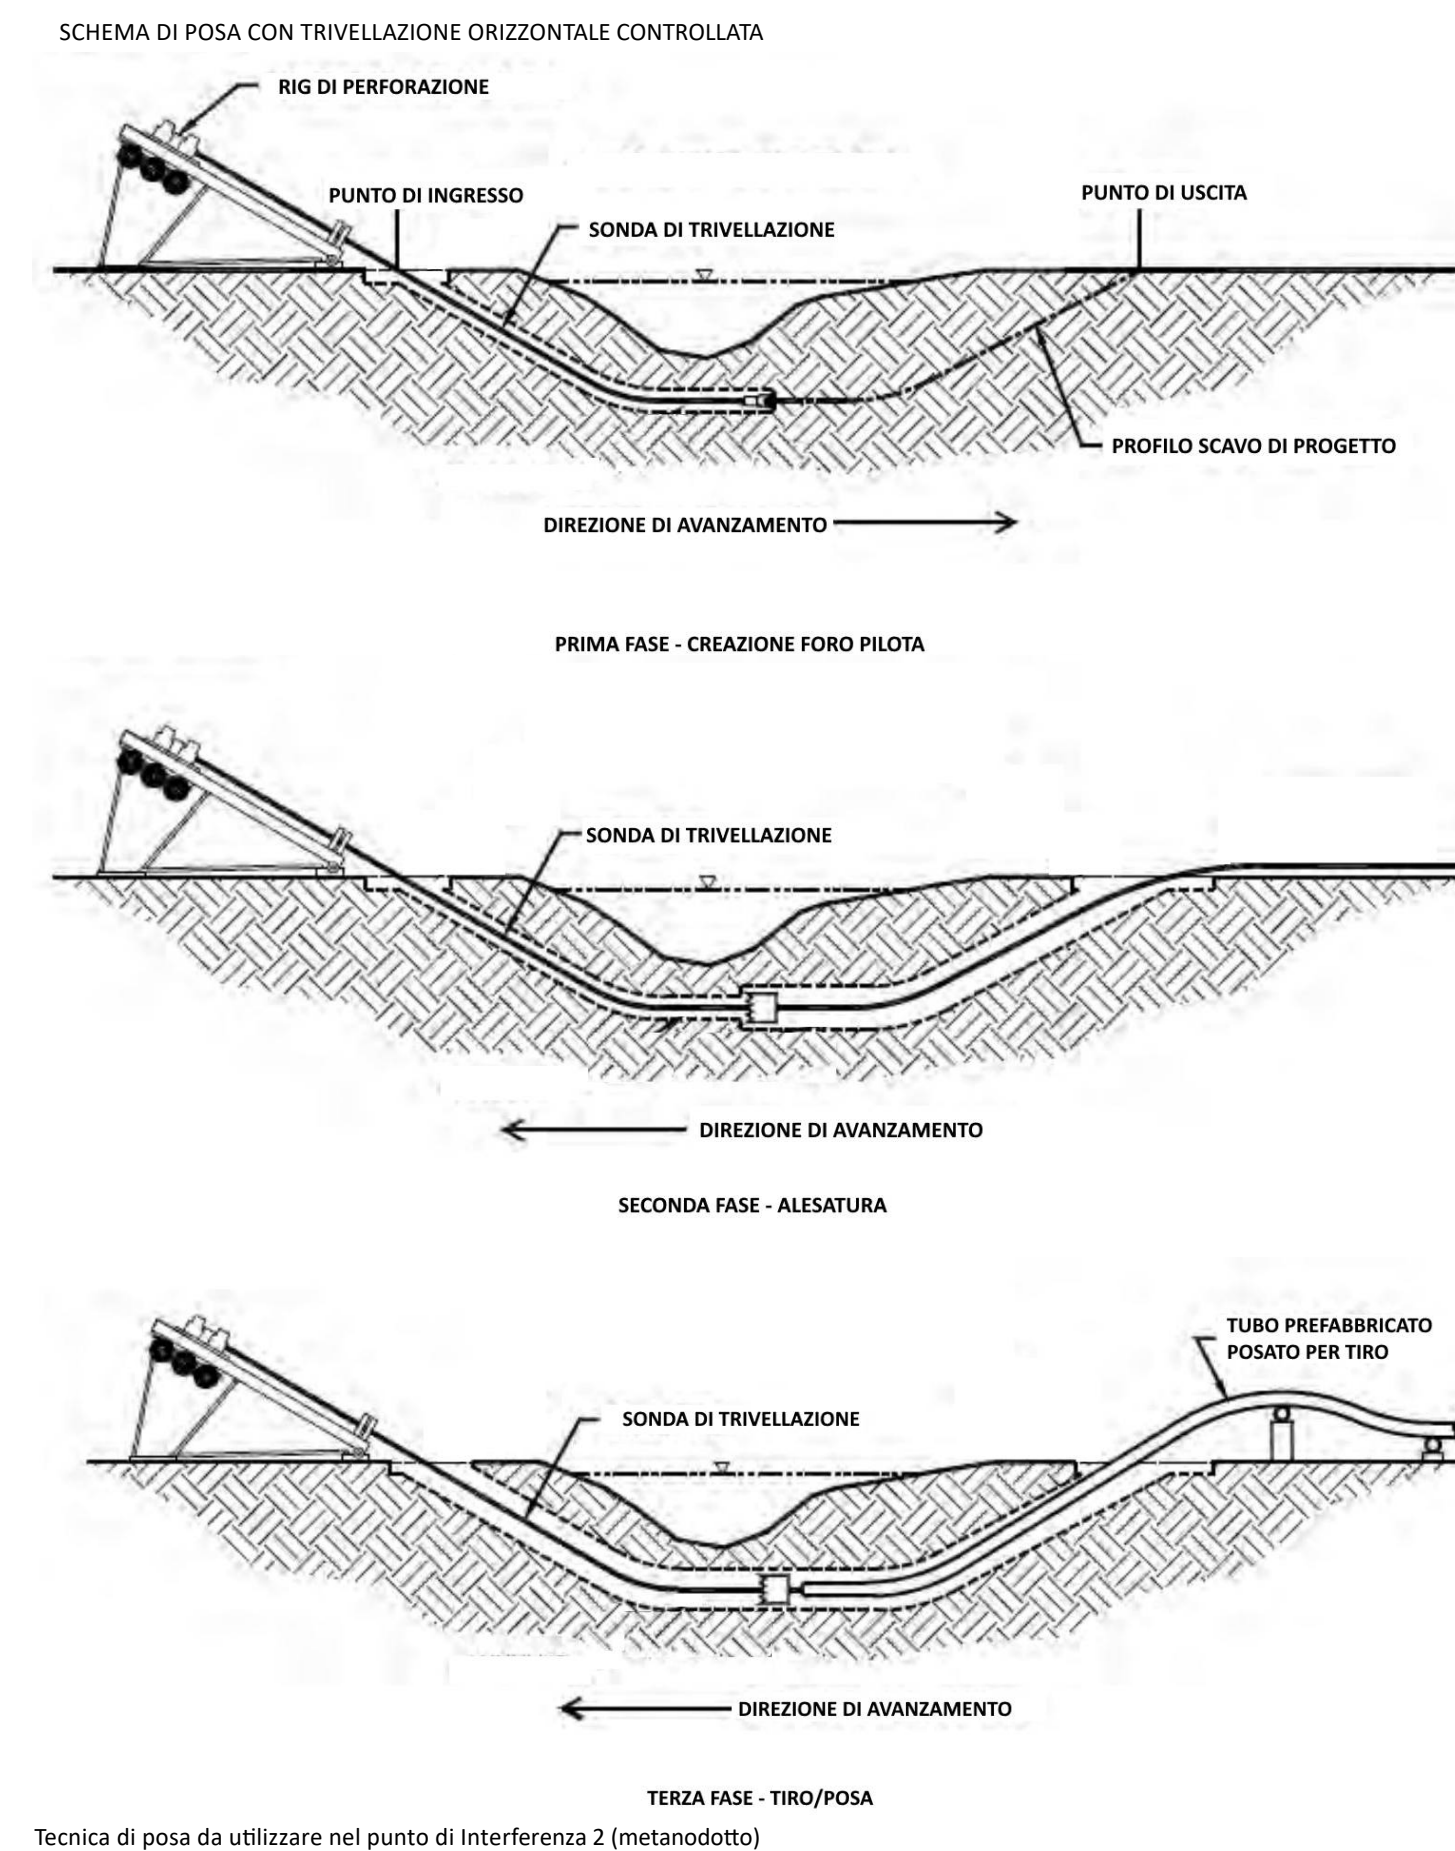 SCHEMA DI POSA CON TRIVELLAZIONE ORIZZONTALE CONTROLLATA
RIG DI PERFORAZIONE
PUNTO DI INGRESSO
PUNTO DI USCITA
SONDA DI TRIVELLAZIONE
PROFILO SCAVO DI PROGETTO
DIREZIONE DI AVANZAMENTO
PRIMA FASE - CREAZIONE FORO PILOTA
SONDA DI TRIVELLAZIONE
DIREZIONE DI AVANZAMENTO
SECONDA FASE - ALESATURA
TUBO PREFABBRICATO
POSATO PER TIRO
SONDA DI TRIVELLAZIONE
DIREZIONE DI AVANZAMENTO
TERZA FASE - TIRO/POSA
Tecnica di posa da utilizzare nel punto di Interferenza 2 (metanodotto)